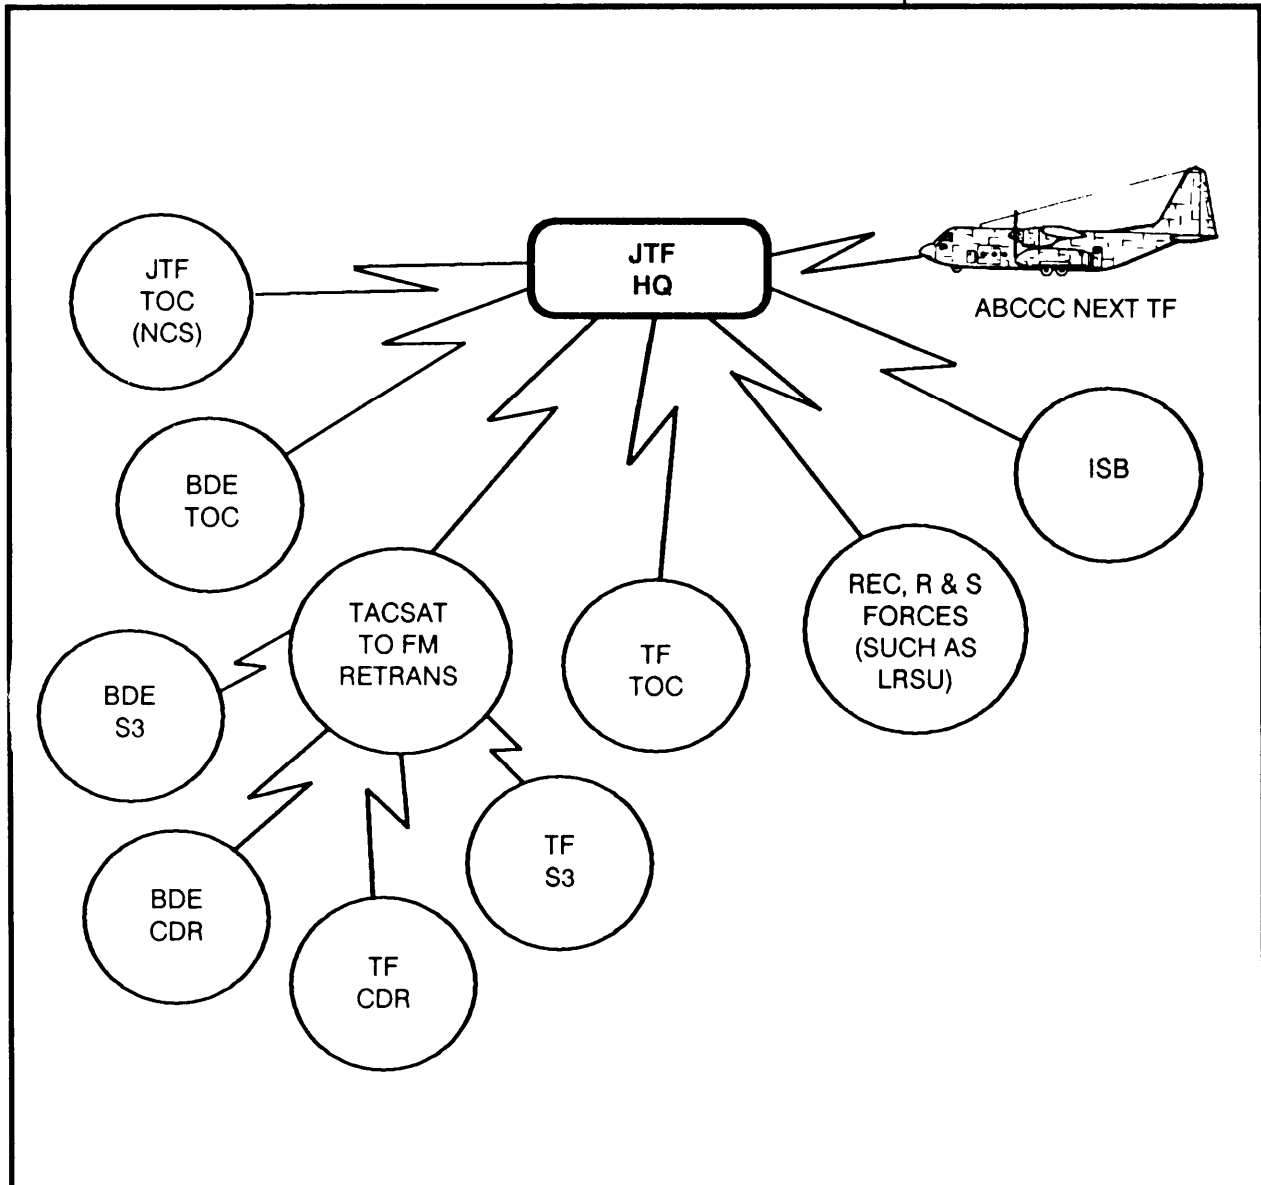 JTF
HQ
JTF
TOC
(NCS)
ABCCC NEXT TF
BDE
TOC
ISB
TACSAT
TO FM
RETRANS
TF
TOC
REC, R & S
FORCES
(SUCH AS
LRSU)
BDE
S3
TF
S3
BDE
CDR
TF
CDR